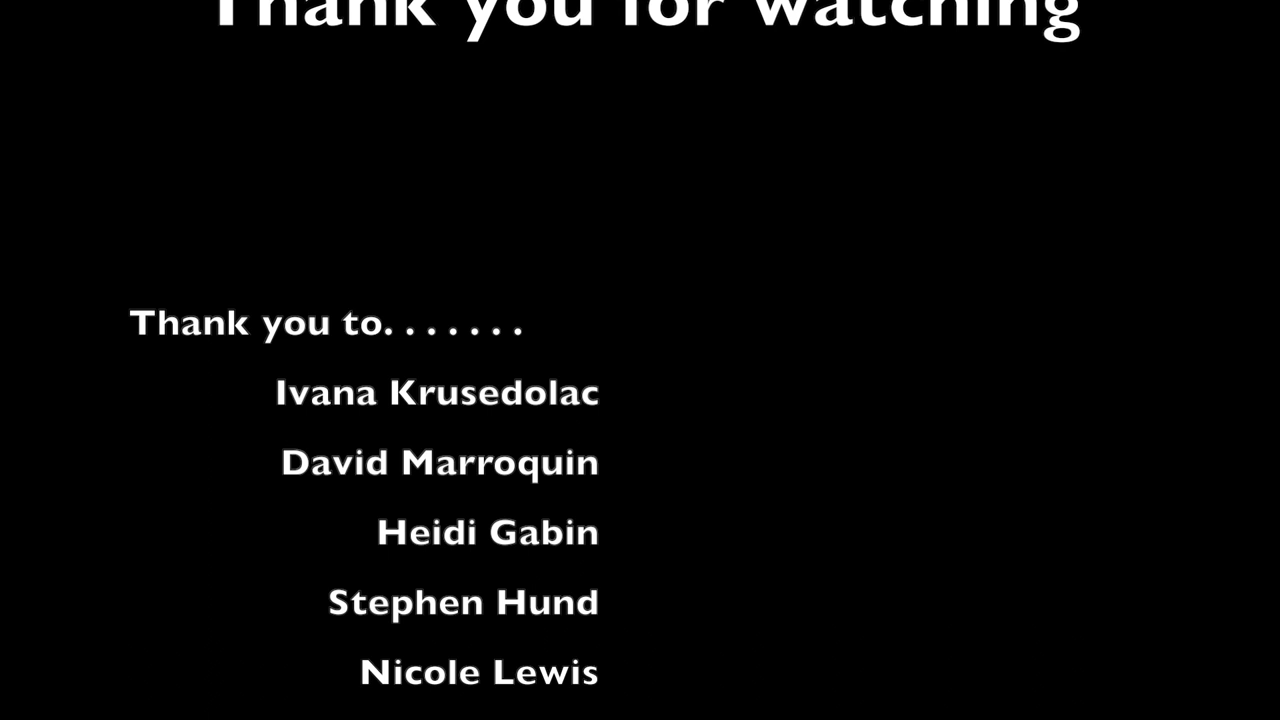 Thank you for watching
Thank you to. . . . . . .
Ivana Krusedolac
David Marroquin
Heidi Gabin
Stephen Hund
Nicole Lewis